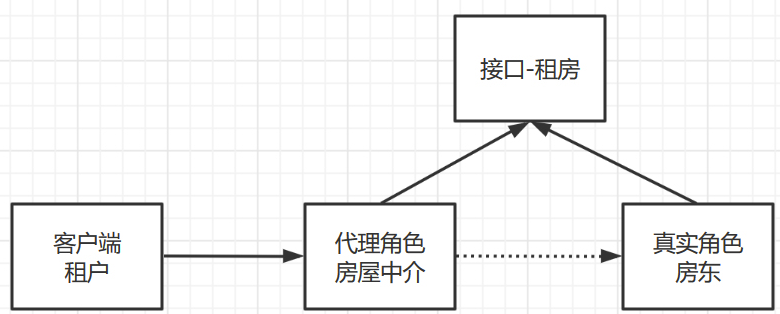 接口-租房
客户端
租户
代理角色
房屋中介
真实角色
房东